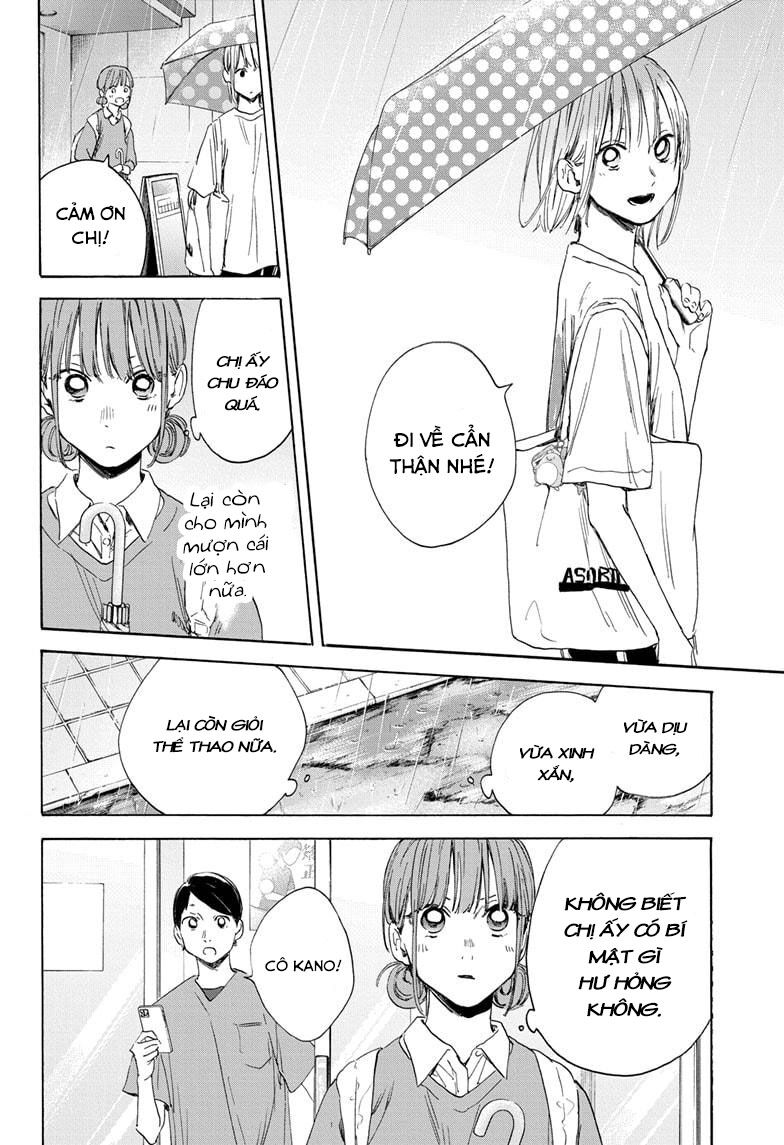 ĐI VỀ CẨN
THẬN NHÉ!
CẢM ƠN
CHỊ!
CHỊ ẤY
CHU ĐÁO
QUÁ.
Lại còn
cho mình
mượn cái
lớn hơn
nữa.
VỪA DỊU
DÀNG,
VỪA XINH
XẮN,
LẠI CÒN GIỎI
THỂ THAO NỮA.
KHÔNG BIẾT
CHỊ ẤY CÓ BÍ
MẬT GÌ
HƯ HỎNG
KHÔNG.
CÔ KANO!